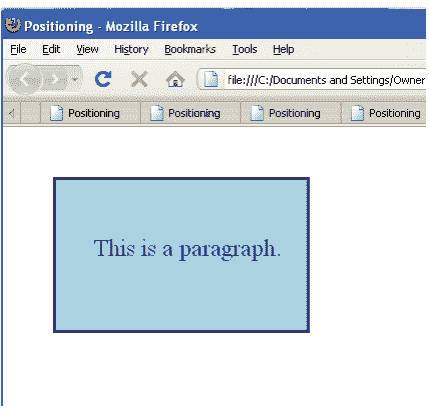 Positioning - Mozilla Firefox
File Edit View History Bookmarks Tools Help
file:///C:/Documents and Settings/Owner
Positioning Positioning Positioning Positioning
This is a paragraph.